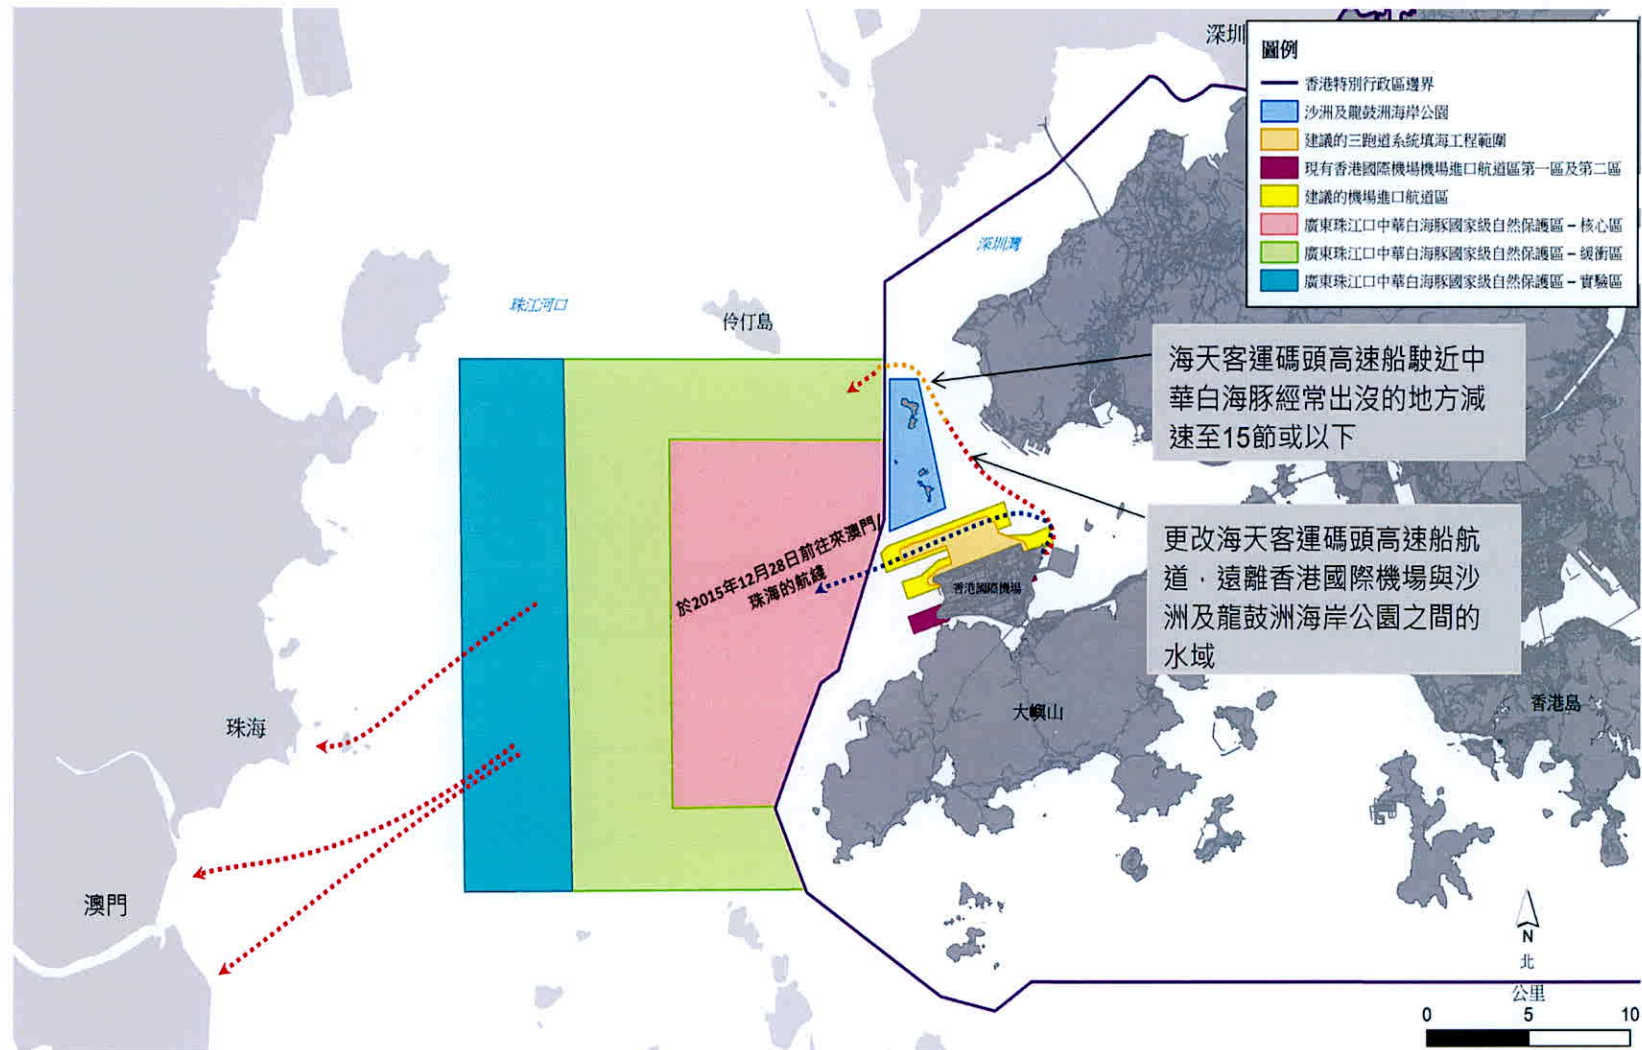 深圳
圖例
香港特別行政區邊界
沙洲及龍鼓洲海岸公園
建議的三跑道系統填海工程範圍
現有香港國際機場機場進口航道區第一區及第二區
建議的機場進口航道區
廣東珠江口中華白海豚國家級自然保護區 – 核心區
廣東珠江口中華白海豚國家級自然保護區 – 緩衝區
廣東珠江口中華白海豚國家級自然保護區 – 實驗區
深圳灣
珠江河口
伶仃島
海天客運碼頭高速船駛近中
華白海豚經常出沒的地方減
速至15節或以下
於2015年12月28日前往來澳門/
珠海的航綫
更改海天客運碼頭高速船航
道，遠離香港國際機場與沙
洲及龍鼓洲海岸公園之間的
水域
香港國際機場
大嶼山
香港島
珠海
澳門
N
北
公里
0 5 10